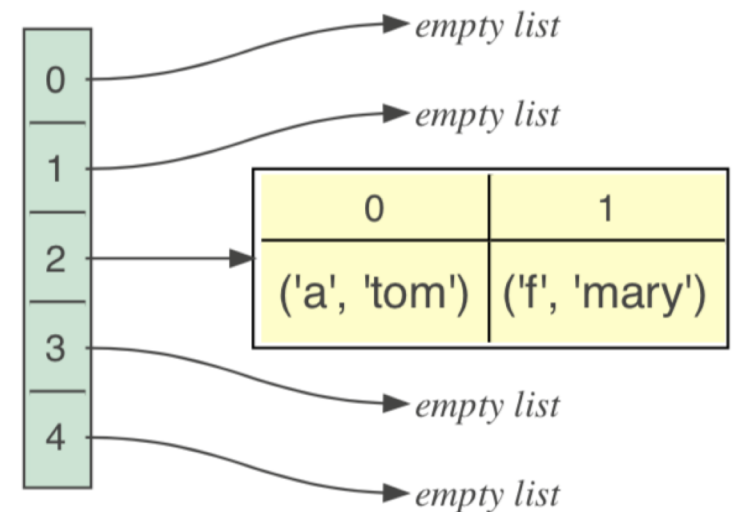 0
empty list
1
empty list
2
0 1
('a', 'tom') ('f', 'mary')
3
empty list
4
empty list